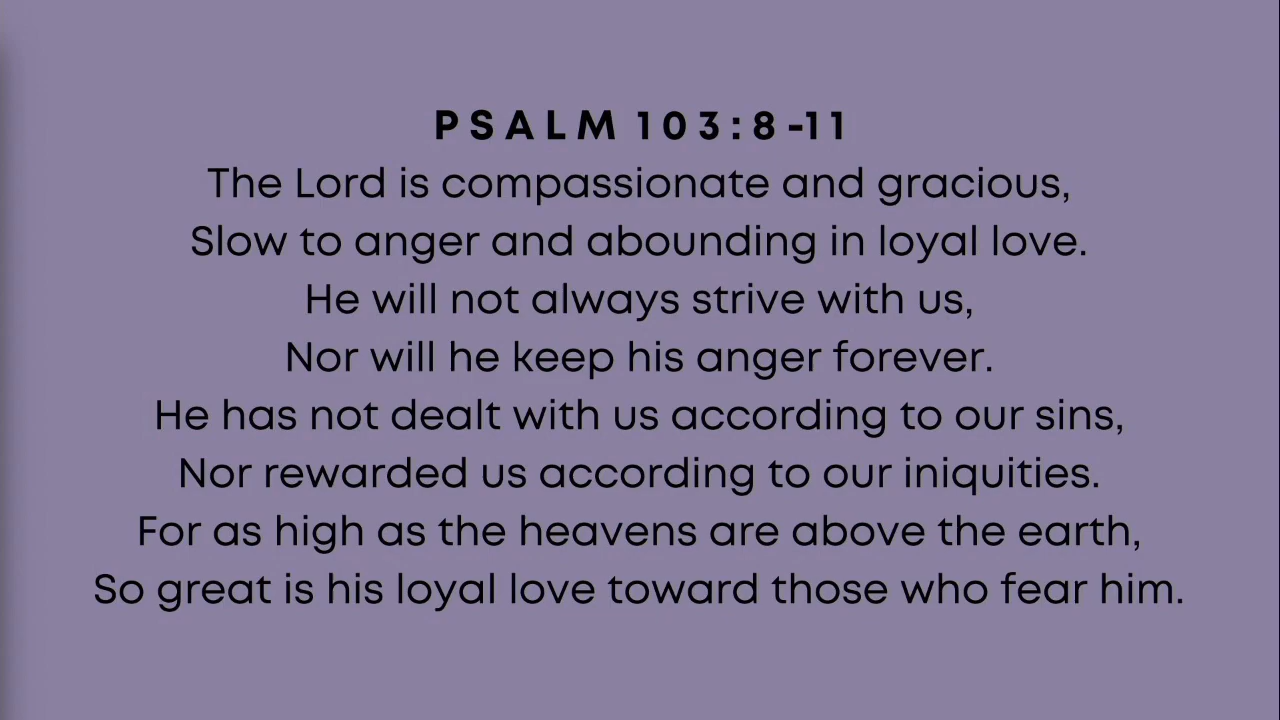 PSALM 103:8-11
The Lord is compassionate and gracious,
Slow to anger and abounding in loyal love.
He will not always strive with us,
Nor will he keep his anger forever.
He has not dealt with us according to our sins,
Nor rewarded us according to our iniquities.
For as high as the heavens are above the earth,
So great is his loyal love toward those who fear him.